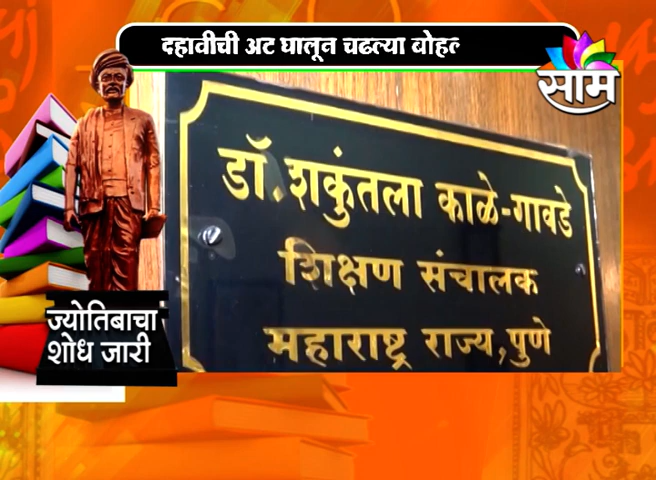 दहावीची अट घालून चढल्या बोहल
साम
डॉ. शकुंतला काळे-गावडे
शिक्षण संचालक
महाराष्ट्र राज्य, पुणे
ज्योतिबाचा
शोध जारी